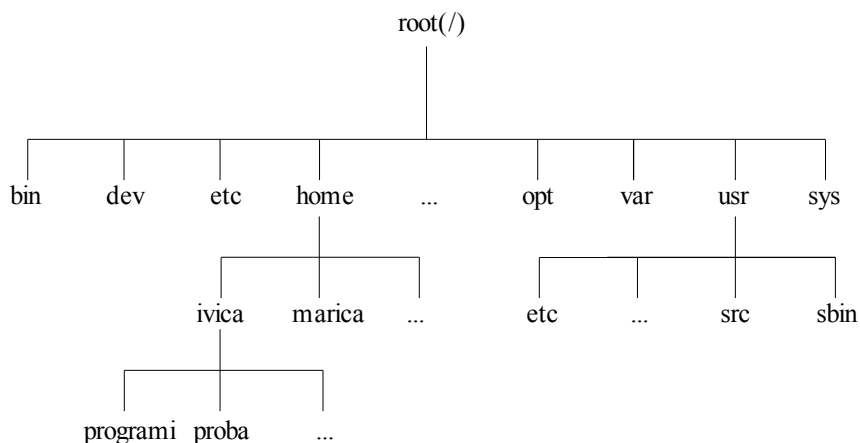 root(/)
bin dev etc home ... opt var usr sys
ivica marica ... etc ... src sbin
programi proba ...